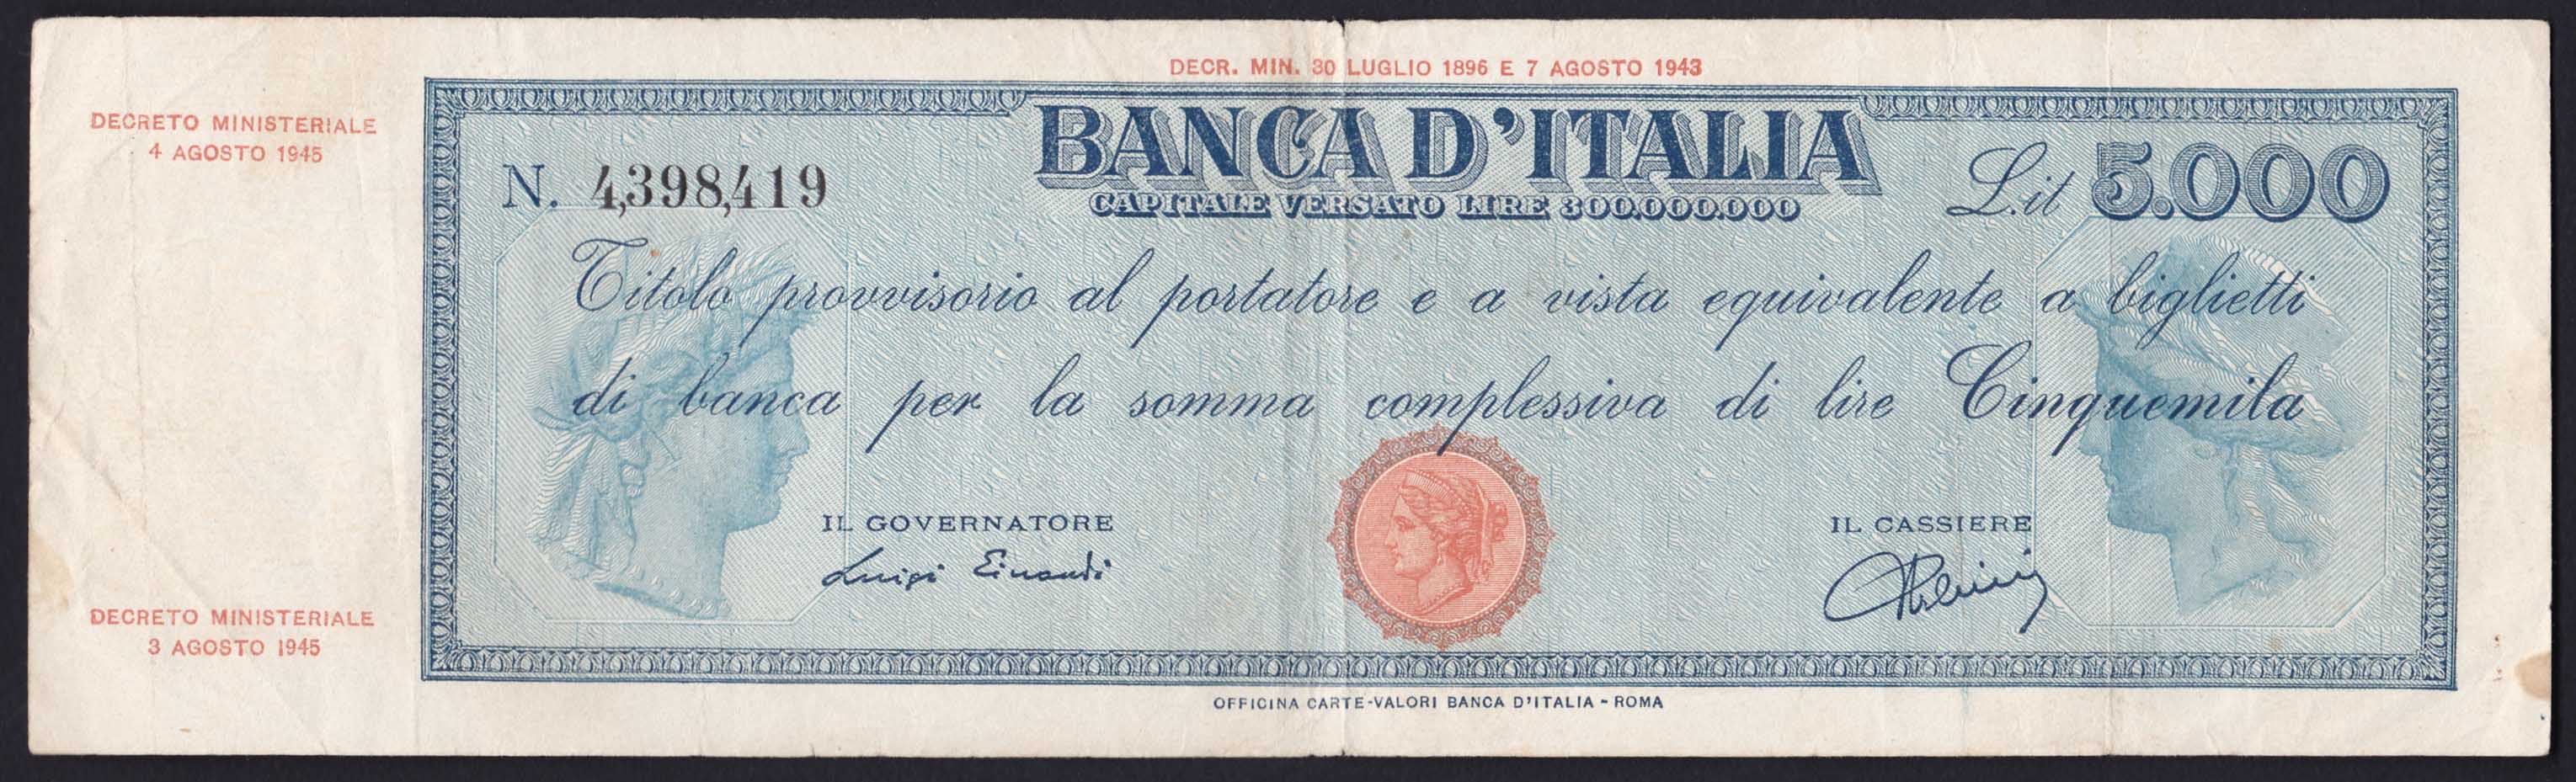 DECR. MIN. 30 LUGLIO 1896 E 7 AGOSTO 1943
DECRETO MINISTERIALE
4 AGOSTO 1945
BANCA D'ITALIA
CAPITALE VERSATO LIRE 300.000.000
N. 4,398,419
L.it 5.000
Titolo provvisorio al portatore e a vista equivalente a biglietti
di banca per la somma complessiva di lire Cinquemila
IL GOVERNATORE
Luigi Einaudi
IL CASSIERE
DECRETO MINISTERIALE
3 AGOSTO 1945
OFFICINA CARTE-VALORI BANCA D'ITALIA - ROMA